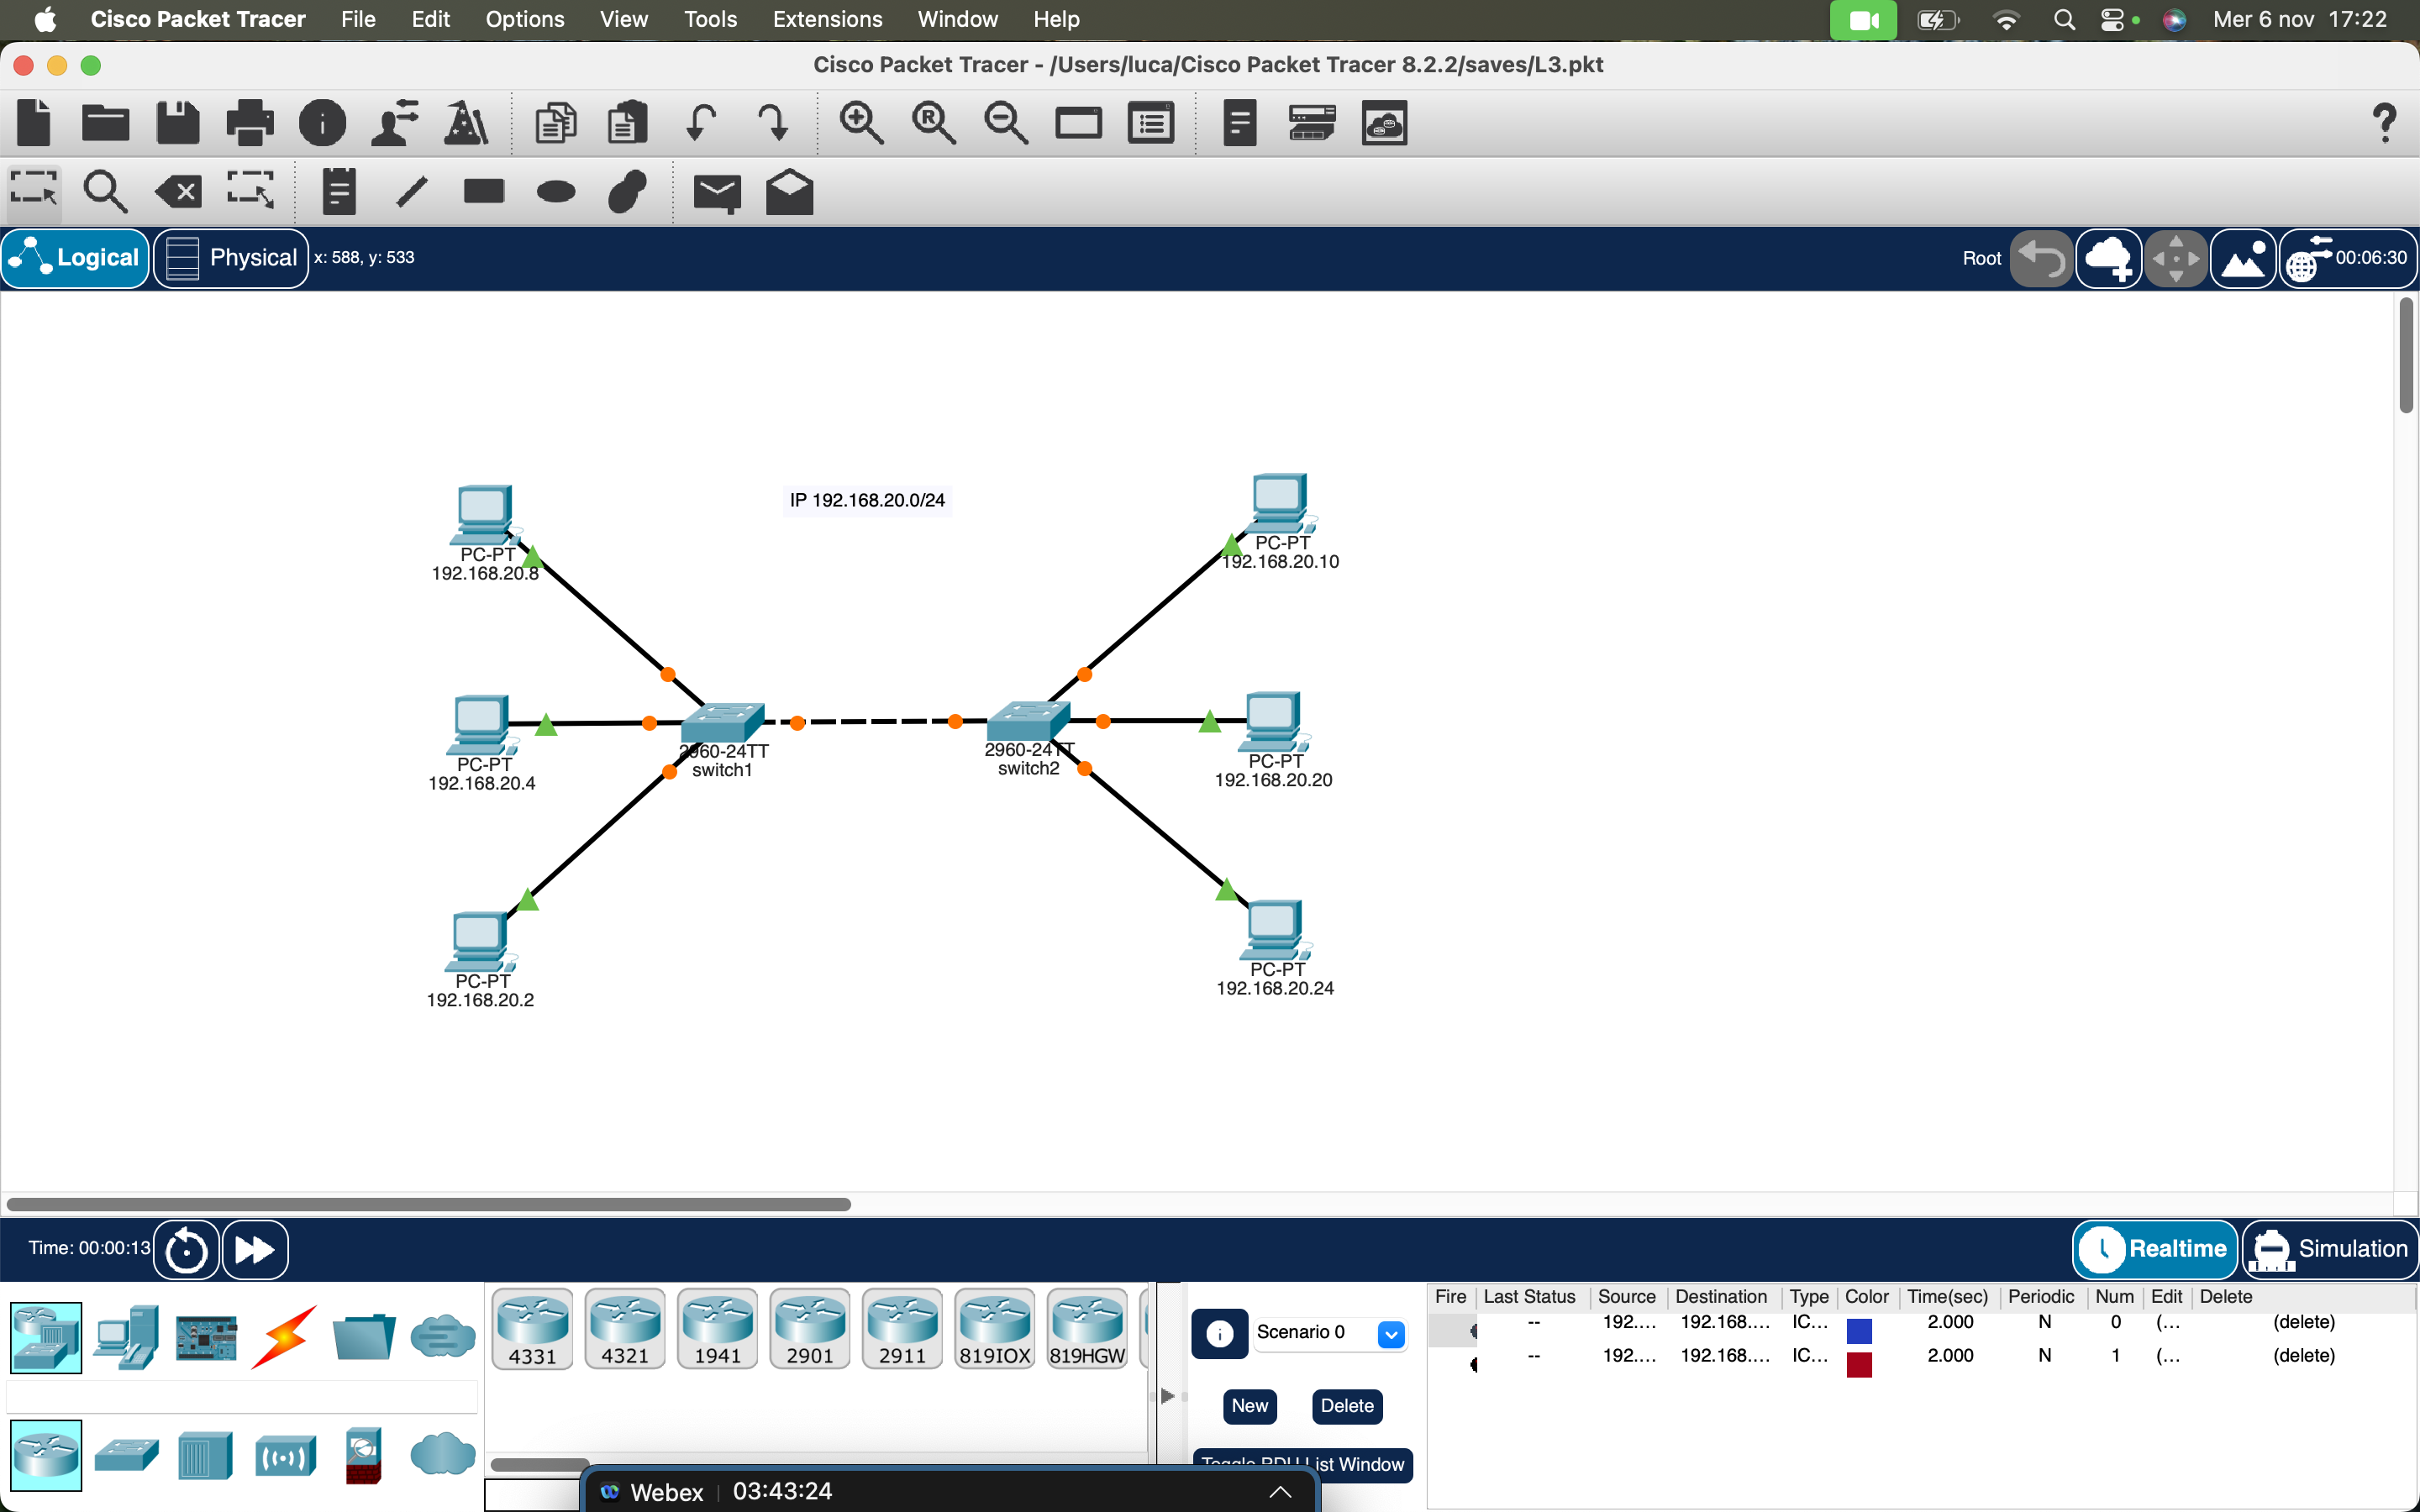 Cisco Packet Tracer File Edit Options View Tools Extensions Window Help Mer 6 nov 17:22
Cisco Packet Tracer - /Users/luca/Cisco Packet Tracer 8.2.2/saves/L3.pkt
Logical Physical x: 588, y: 533 Root 00:06:30
IP 192.168.20.0/24
PC-PT
192.168.20.8
PC-PT
192.168.20.10
PC-PT
192.168.20.4
2960-24TT
switch1
2960-24TT
switch2
PC-PT
192.168.20.20
PC-PT
192.168.20.2
PC-PT
192.168.20.24
Time: 00:00:13 Realtime Simulation
4331 4321 1941 2901 2911 819IOX 819HGW
Scenario 0
New Delete
Toggle PDU List Window
Fire Last Status Source Destination Type Color Time(sec) Periodic Num Edit Delete
-- 192.... 192.168.... IC... 2.000 N 0 (... (delete)
-- 192.... 192.168.... IC... 2.000 N 1 (... (delete)
Webex 03:43:24